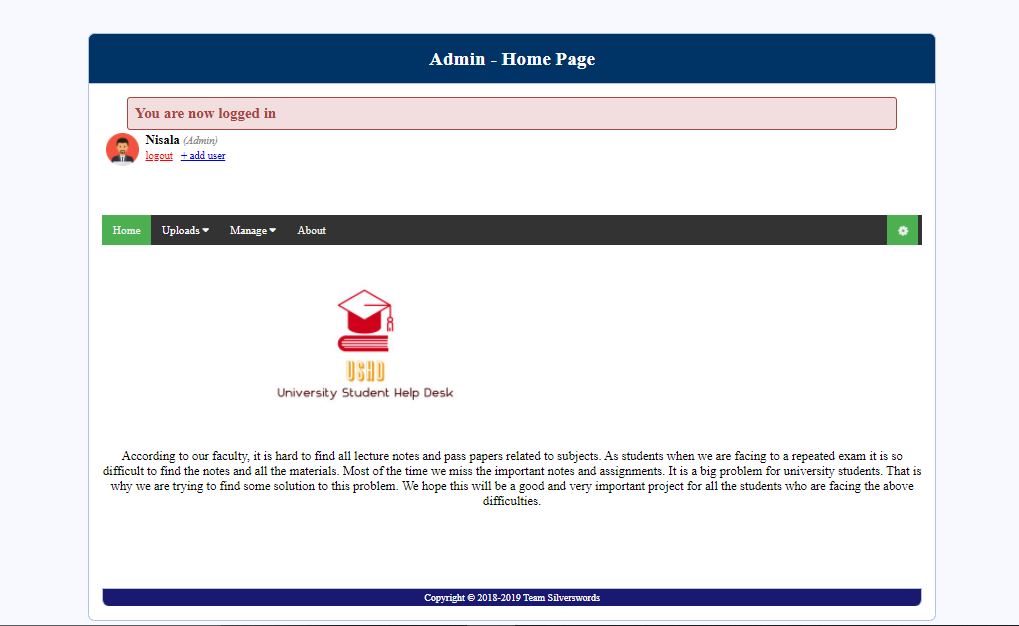 Admin - Home Page
You are now logged in
Nisala (Admin)
logout + add user
Home Uploads Manage About
USHD
University Student Help Desk
According to our faculty, it is hard to find all lecture notes and pass papers related to subjects. As students when we are facing to a repeated exam it is so
difficult to find the notes and all the materials. Most of the time we miss the important notes and assignments. It is a big problem for university students. That is
why we are trying to find some solution to this problem. We hope this will be a good and very important project for all the students who are facing the above
difficulties.
Copyright © 2018-2019 Team Silverswords